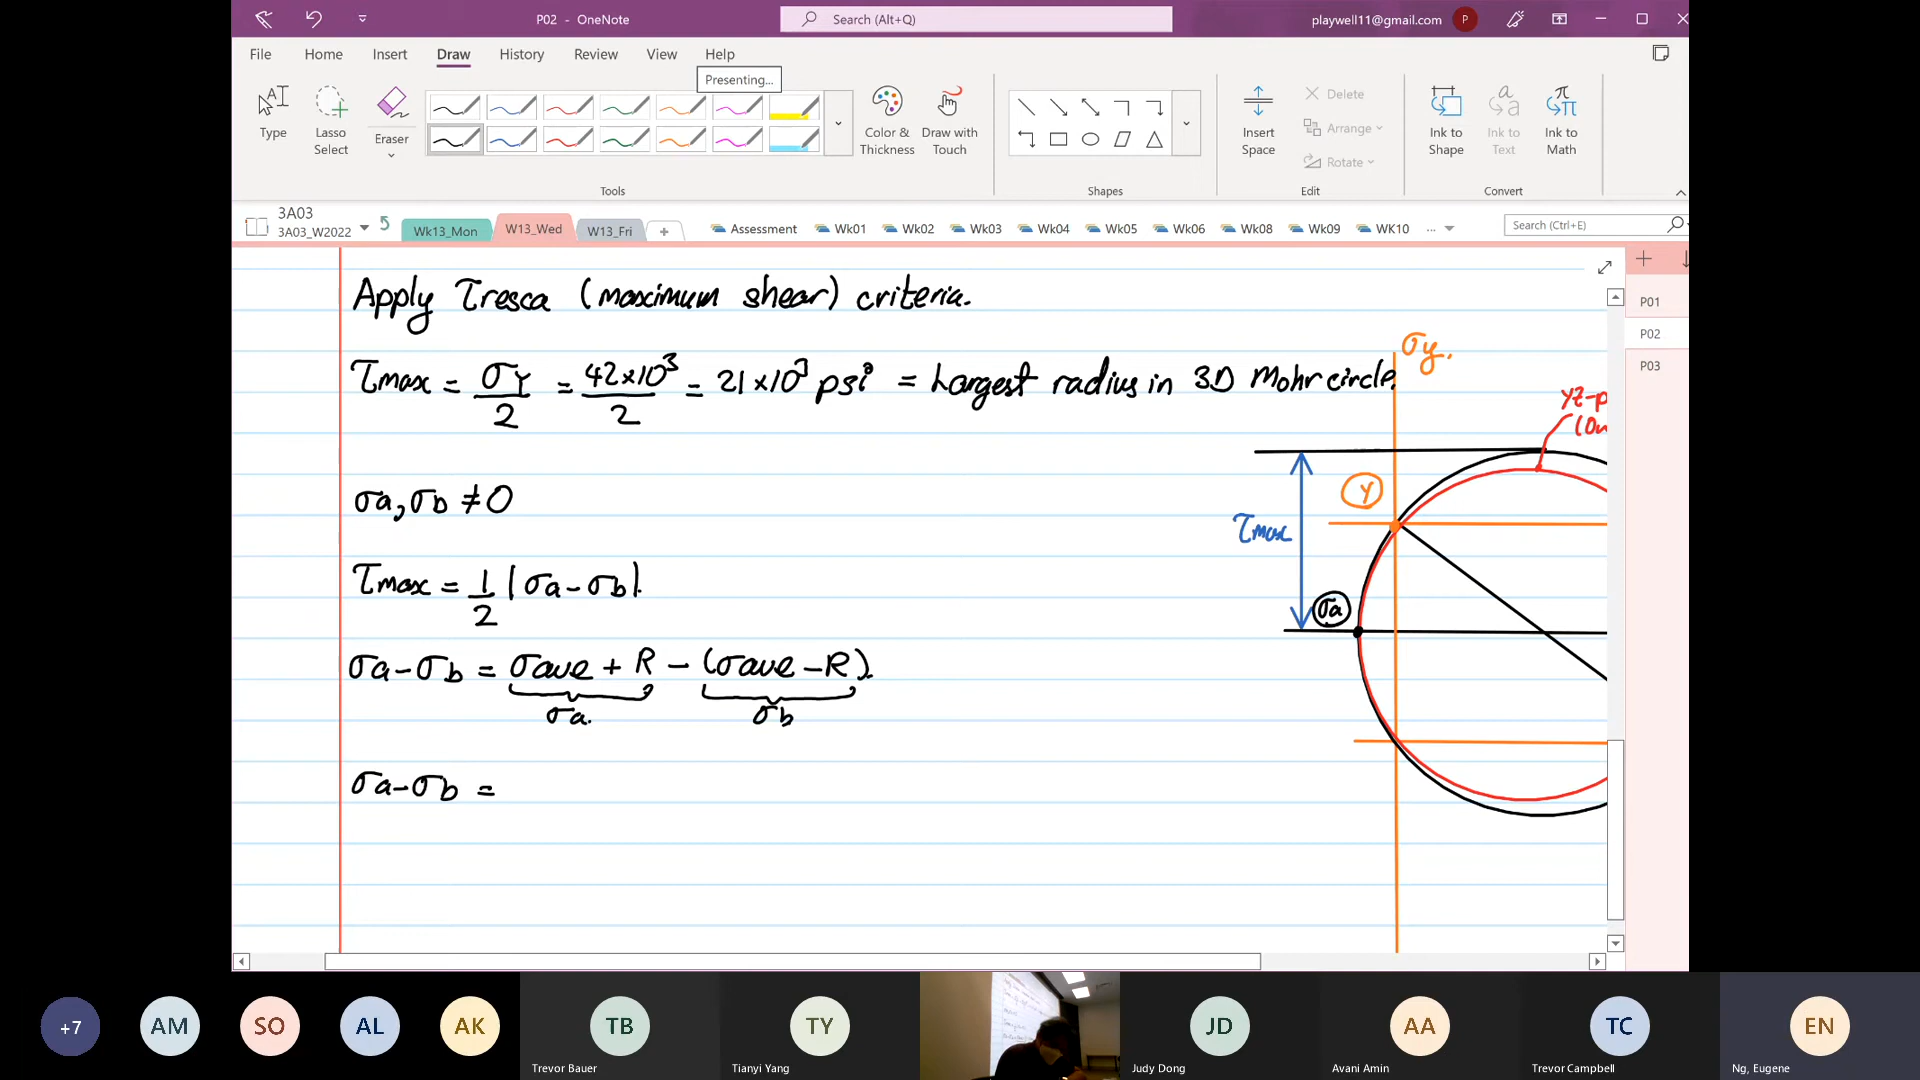 P02 - OneNote
Search (Alt+Q)
playwell11@gmail.com
P
File Home Insert Draw History Review View Help
Presenting...
Type
Lasso Select
Eraser
Color & Thickness
Draw with Touch
Insert Space
Delete
Arrange
Rotate
Ink to Shape
Ink to Text
Ink to Math
Tools
Shapes
Edit
Convert
3A03
3A03_W2022
Wk13_Mon W13_Wed W13_Fri +
Assessment Wk01 Wk02 Wk03 Wk04 Wk05 Wk06 Wk08 Wk09 WK10 ...
Search (Ctrl+E)
P01
P02
P03
Apply Tresca (maximum shear) criteria.
τmax = σY/2 = 42×10³/2 = 21×10³ psi = Largest radius in 3D Mohr circle.
σa, σb ≠ 0
τmax = 1/2 |σa-σb|.
σa-σb = σave + R - (σave - R).
σa. σb
σa-σb =
σy.
YZ-p
Y
τmax
σa
+7
AM
SO
AL
AK
TB
Trevor Bauer
TY
Tianyi Yang
JD
Judy Dong
AA
Avani Amin
TC
Trevor Campbell
EN
Ng, Eugene